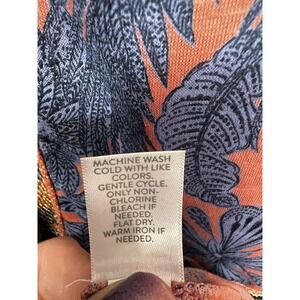 MACHINE WASH
COLD WITH LIKE
COLORS.
GENTLE CYCLE.
ONLY NON-
CHLORINE
BLEACH IF
NEEDED.
FLAT DRY.
WARM IRON IF
NEEDED.